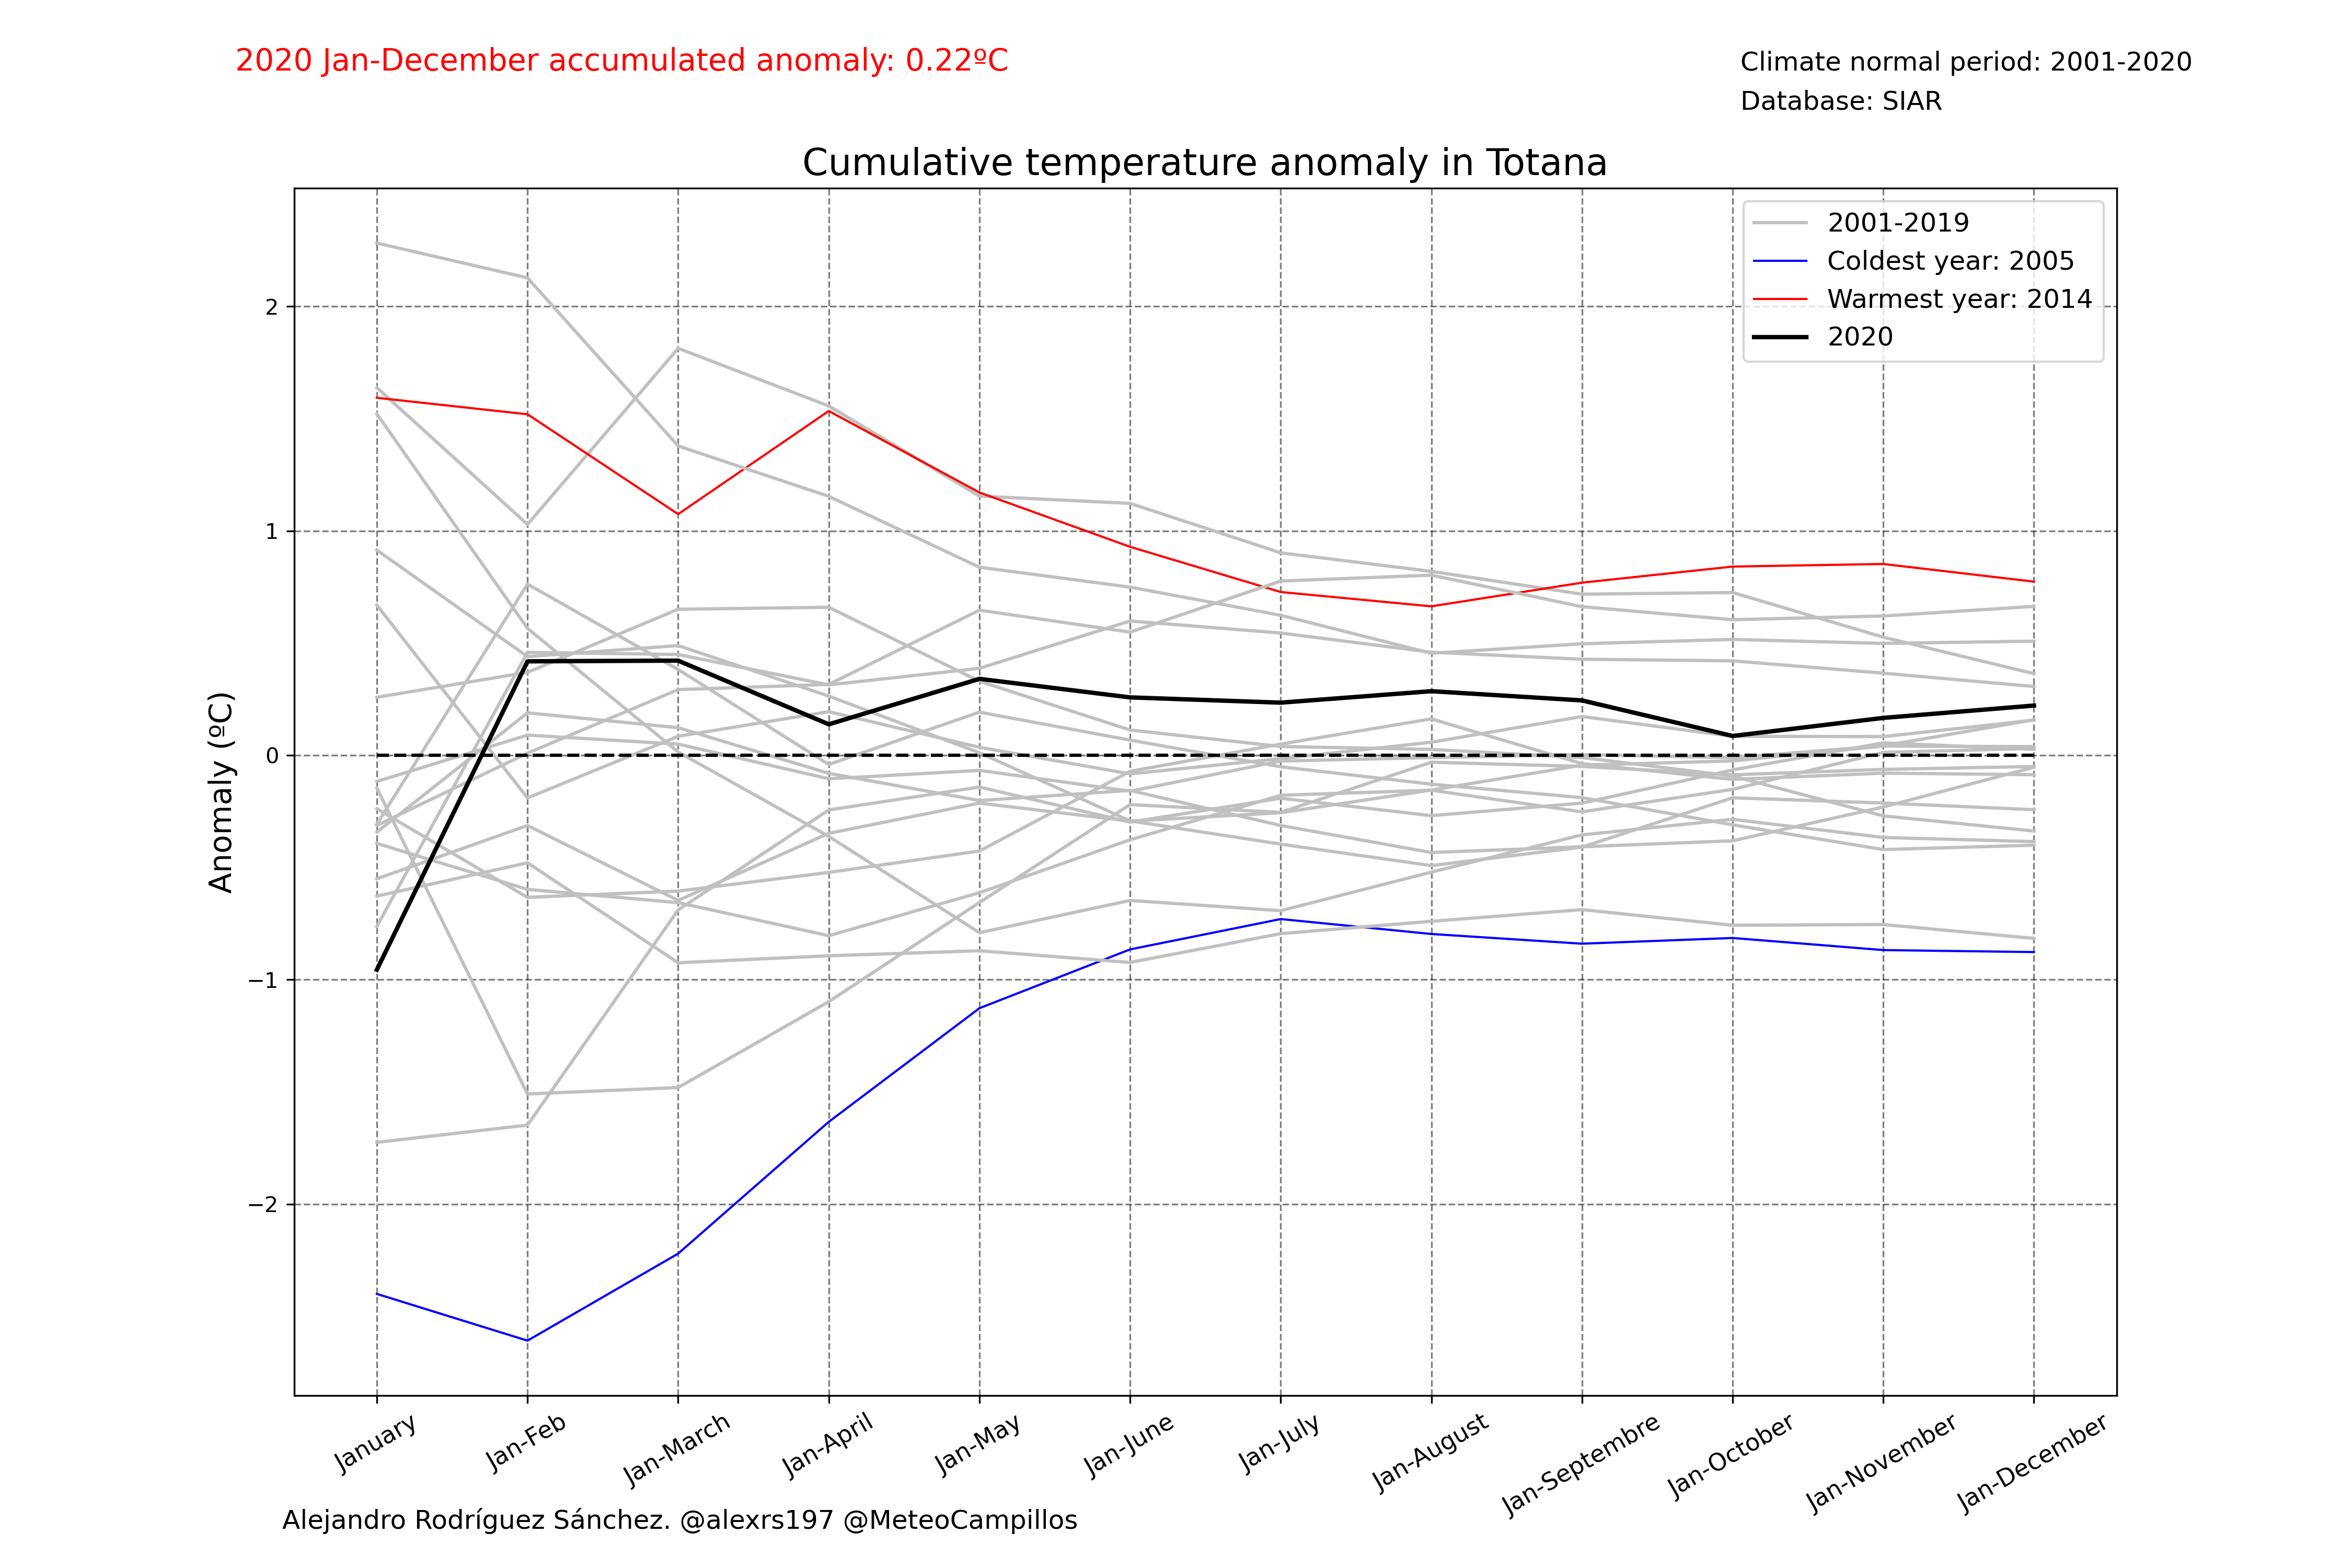 2020 Jan-December accumulated anomaly: 0.22ºC
Climate normal period: 2001-2020
Database: SIAR
Cumulative temperature anomaly in Totana
2001-2019
Coldest year: 2005
Warmest year: 2014
2020
Anomaly (ºC)
2
1
0
−1
−2
January
Jan-Feb
Jan-March
Jan-April
Jan-May
Jan-June
Jan-July
Jan-August
Jan-Septembre
Jan-October
Jan-November
Jan-December
Alejandro Rodríguez Sánchez. @alexrs197 @MeteoCampillos